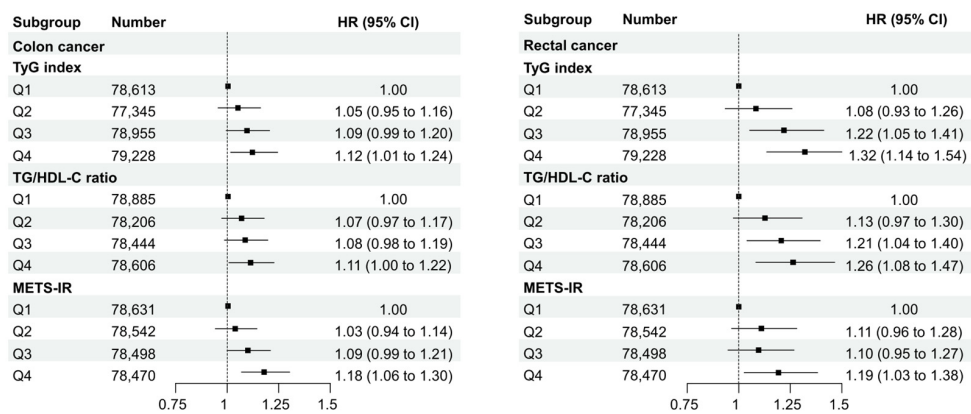 Subgroup Number HR (95% CI)
Colon cancer
TyG index
Q1 78,613 1.00
Q2 77,345 1.05 (0.95 to 1.16)
Q3 78,955 1.09 (0.99 to 1.20)
Q4 79,228 1.12 (1.01 to 1.24)
TG/HDL-C ratio
Q1 78,885 1.00
Q2 78,206 1.07 (0.97 to 1.17)
Q3 78,444 1.08 (0.98 to 1.19)
Q4 78,606 1.11 (1.00 to 1.22)
METS-IR
Q1 78,631 1.00
Q2 78,542 1.03 (0.94 to 1.14)
Q3 78,498 1.09 (0.99 to 1.21)
Q4 78,470 1.18 (1.06 to 1.30)
0.75 1 1.25 1.5
Subgroup Number HR (95% CI)
Rectal cancer
TyG index
Q1 78,613 1.00
Q2 77,345 1.08 (0.93 to 1.26)
Q3 78,955 1.22 (1.05 to 1.41)
Q4 79,228 1.32 (1.14 to 1.54)
TG/HDL-C ratio
Q1 78,885 1.00
Q2 78,206 1.13 (0.97 to 1.30)
Q3 78,444 1.21 (1.04 to 1.40)
Q4 78,606 1.26 (1.08 to 1.47)
METS-IR
Q1 78,631 1.00
Q2 78,542 1.11 (0.96 to 1.28)
Q3 78,498 1.10 (0.95 to 1.27)
Q4 78,470 1.19 (1.03 to 1.38)
0.75 1 1.25 1.5